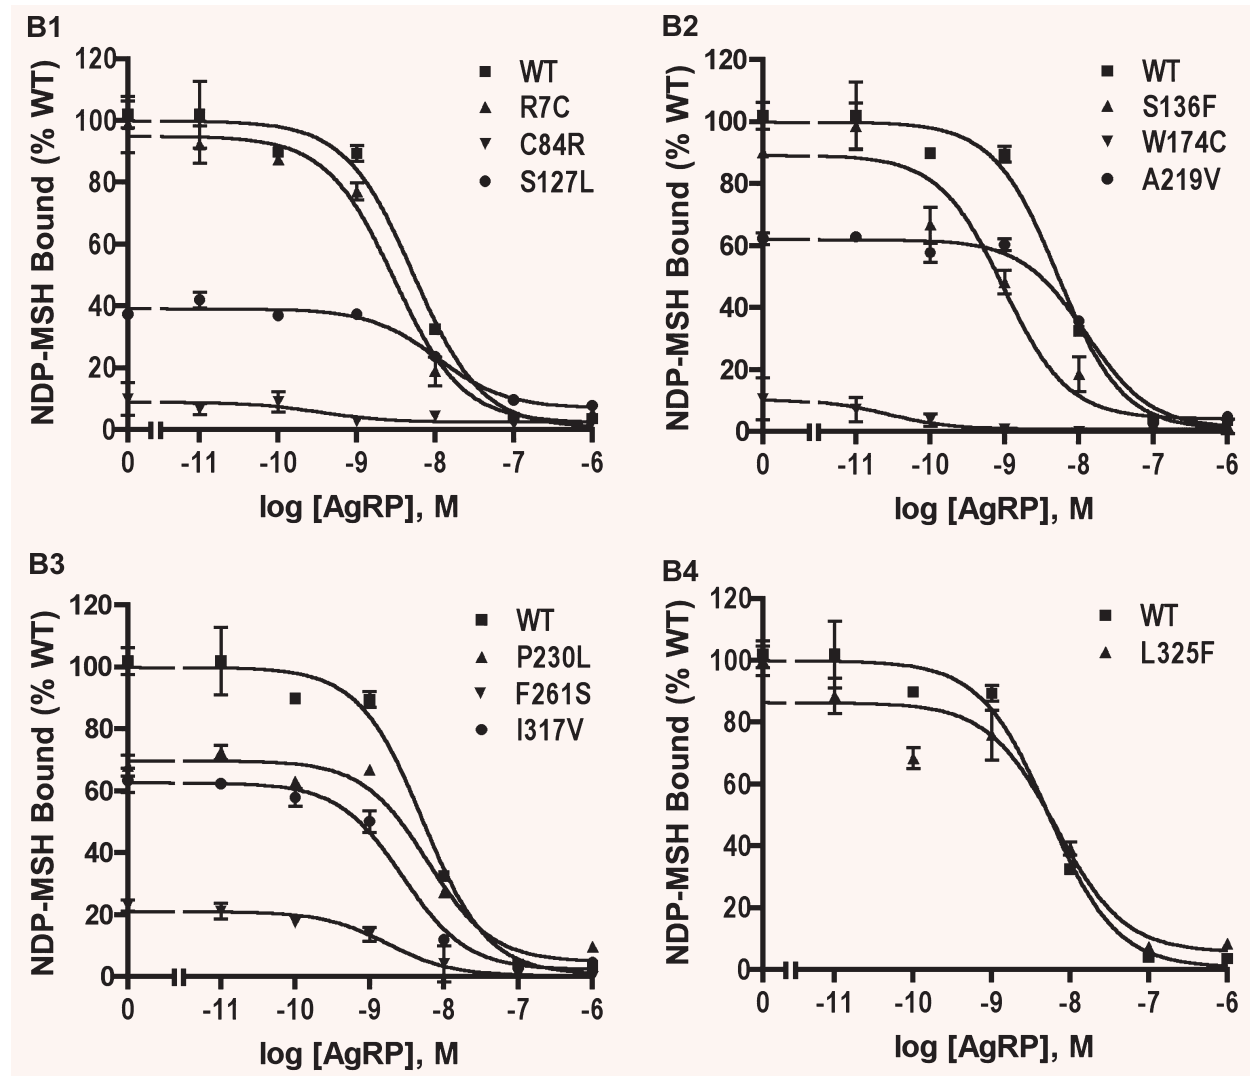 B1
NDP-MSH Bound (% WT)
120
100
80
60
40
20
0
WT
R7C
C84R
S127L
0 -11 -10 -9 -8 -7 -6
log [AgRP], M
B2
NDP-MSH Bound (% WT)
120
100
80
60
40
20
0
WT
S136F
W174C
A219V
0 -11 -10 -9 -8 -7 -6
log [AgRP], M
B3
NDP-MSH Bound (% WT)
120
100
80
60
40
20
0
WT
P230L
F261S
I317V
0 -11 -10 -9 -8 -7 -6
log [AgRP], M
B4
NDP-MSH Bound (% WT)
120
100
80
60
40
20
0
WT
L325F
0 -11 -10 -9 -8 -7 -6
log [AgRP], M